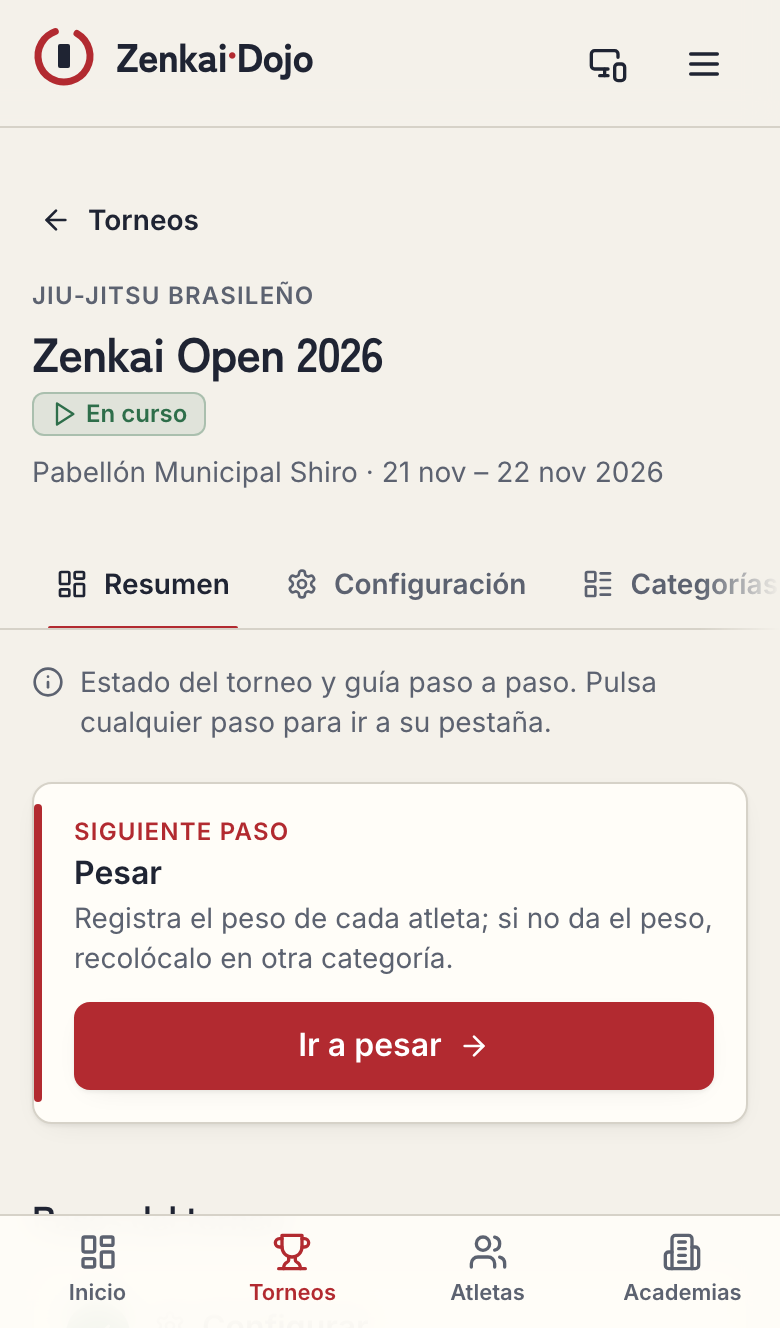 Zenkai·Dojo
Torneos
JIU-JITSU BRASILEÑO
Zenkai Open 2026
En curso
Pabellón Municipal Shiro · 21 nov – 22 nov 2026
Resumen
Configuración
Categorías
Estado del torneo y guía paso a paso. Pulsa
cualquier paso para ir a su pestaña.
SIGUIENTE PASO
Pesar
Registra el peso de cada atleta; si no da el peso,
recolócalo en otra categoría.
Ir a pesar
Inicio
Torneos
Atletas
Academias